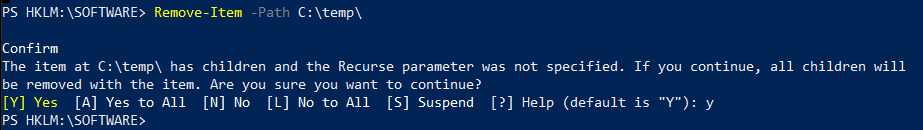 PS HKLM:\SOFTWARE> Remove-Item -Path C:\temp\
Confirm
The item at C:\temp\ has children and the Recurse parameter was not specified. If you continue, all children will
be removed with the item. Are you sure you want to continue?
[Y] Yes  [A] Yes to All  [N] No  [L] No to All  [S] Suspend  [?] Help (default is "Y"): y
PS HKLM:\SOFTWARE>